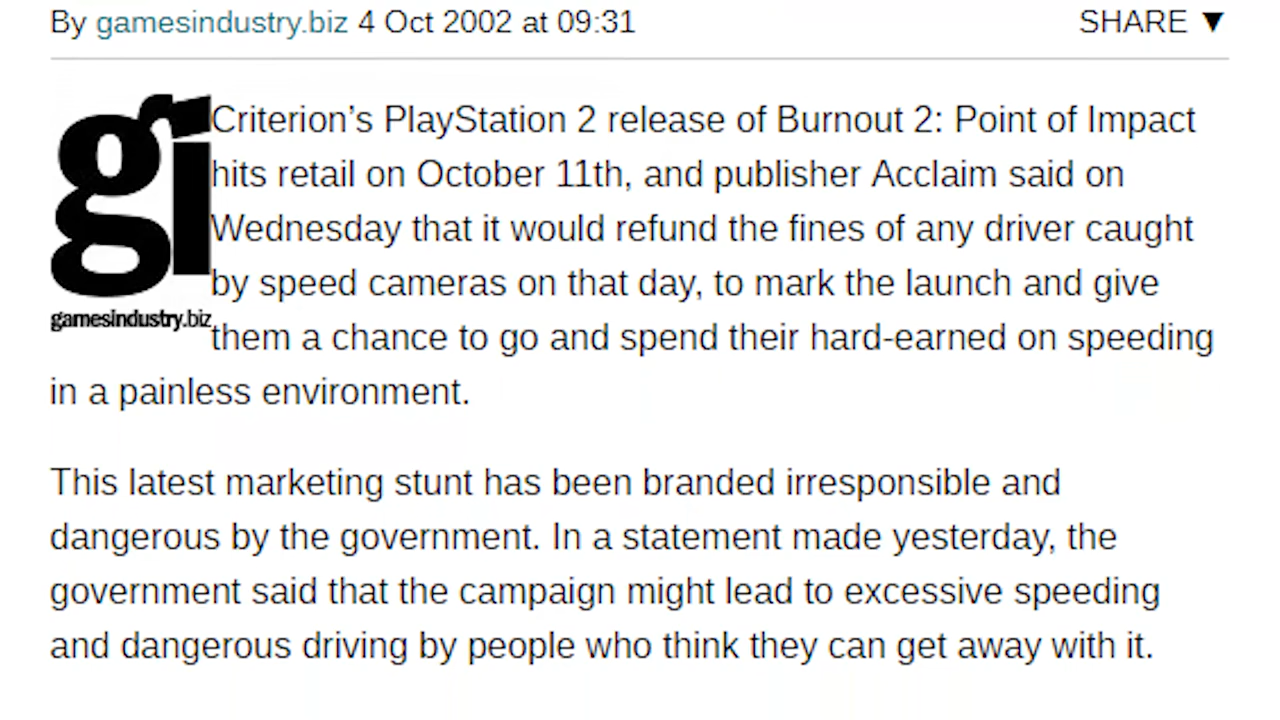 By gamesindustry.biz 4 Oct 2002 at 09:31
SHARE ▼
gi
gamesindustry.biz
Criterion’s PlayStation 2 release of Burnout 2: Point of Impact
hits retail on October 11th, and publisher Acclaim said on
Wednesday that it would refund the fines of any driver caught
by speed cameras on that day, to mark the launch and give
them a chance to go and spend their hard-earned on speeding
in a painless environment.
This latest marketing stunt has been branded irresponsible and
dangerous by the government. In a statement made yesterday, the
government said that the campaign might lead to excessive speeding
and dangerous driving by people who think they can get away with it.